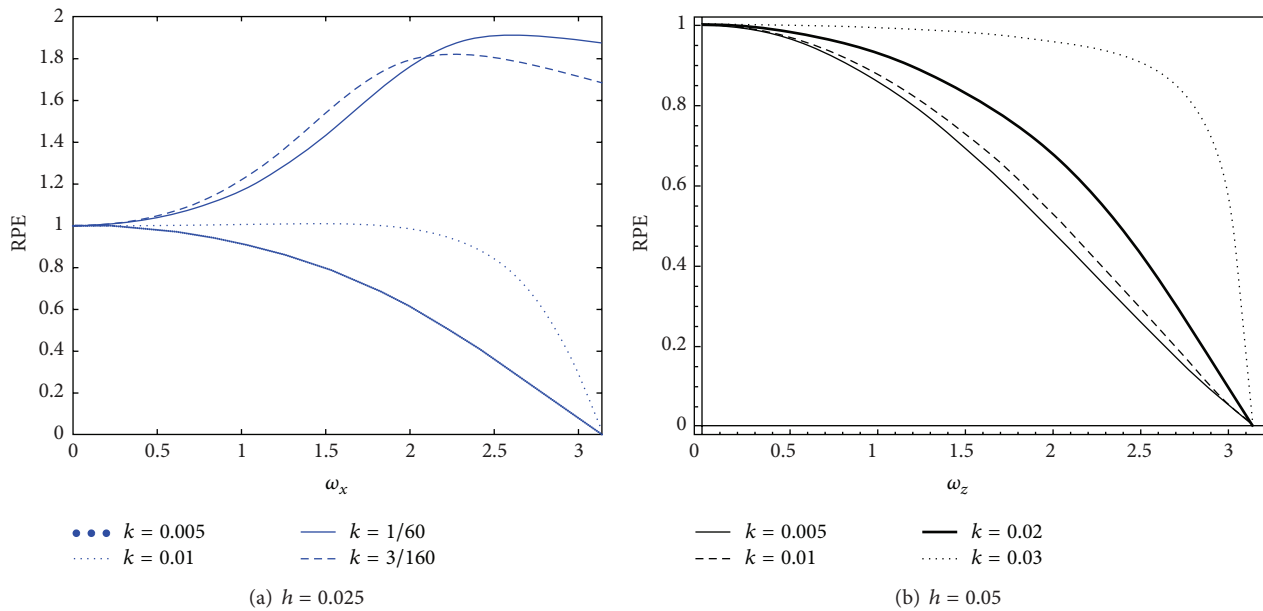 2
1.8
1.6
1.4
1.2
1
0.8
0.6
0.4
0.2
0
RPE
0 0.5 1 1.5 2 2.5 3
ωx
k = 0.005
k = 1/60
k = 0.01
k = 3/160
(a) h = 0.025
1
0.8
0.6
0.4
0.2
0
RPE
0 0.5 1 1.5 2 2.5 3
ωz
k = 0.005
k = 0.02
k = 0.01
k = 0.03
(b) h = 0.05